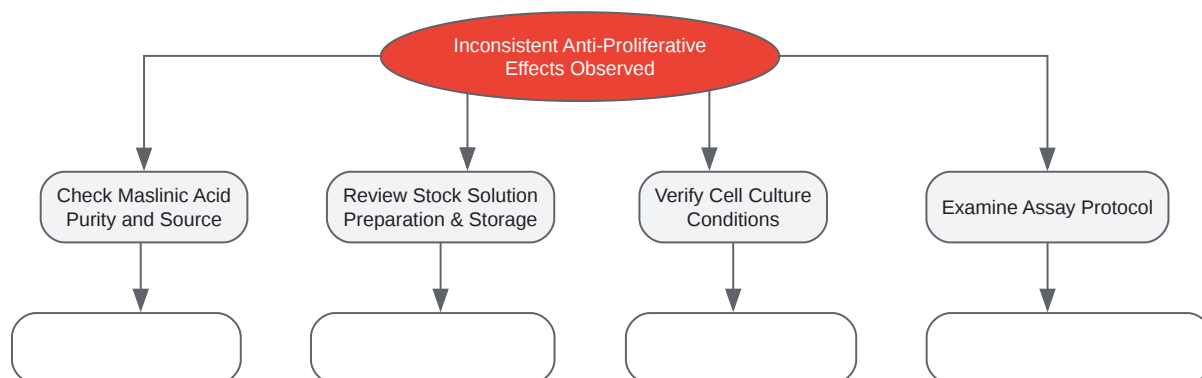 Inconsistent Anti-Proliferative
Effects Observed
Check Maslinic Acid
Purity and Source
Review Stock Solution
Preparation & Storage
Verify Cell Culture
Conditions
Examine Assay Protocol